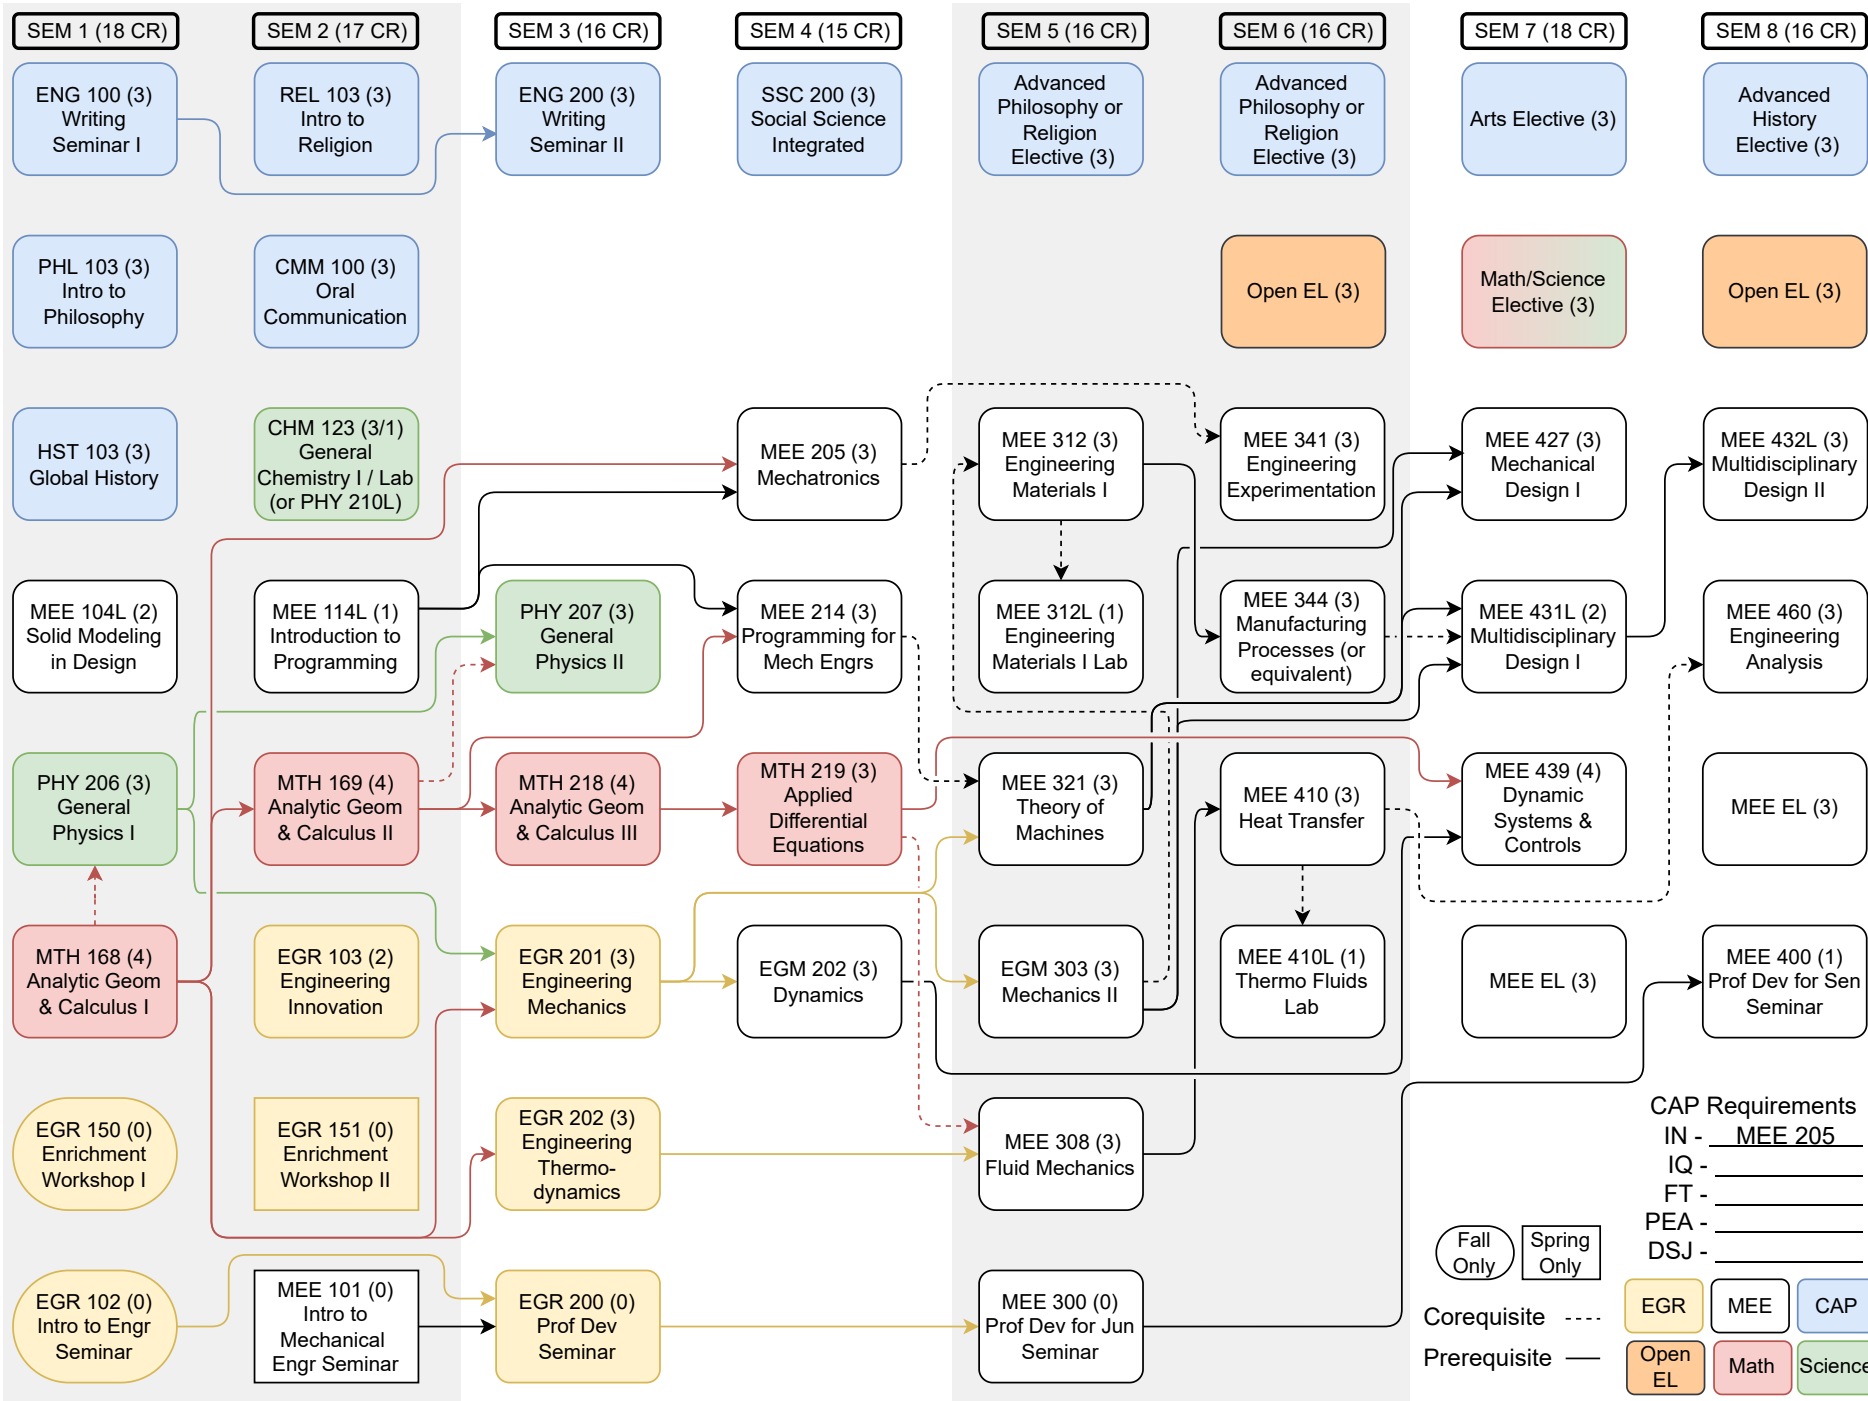 SEM 1 (18 CR)
SEM 2 (17 CR)
SEM 3 (16 CR)
SEM 4 (15 CR)
SEM 5 (16 CR)
SEM 6 (16 CR)
SEM 7 (18 CR)
SEM 8 (16 CR)
ENG 100 (3)
Writing
Seminar I
REL 103 (3)
Intro to
Religion
ENG 200 (3)
Writing
Seminar II
SSC 200 (3)
Social Science
Integrated
Advanced
Philosophy or
Religion
Elective (3)
Advanced
Philosophy or
Religion
Elective (3)
Arts Elective (3)
Advanced
History
Elective (3)
PHL 103 (3)
Intro to
Philosophy
CMM 100 (3)
Oral
Communication
Open EL (3)
Math/Science
Elective (3)
Open EL (3)
HST 103 (3)
Global History
CHM 123 (3/1)
General
Chemistry I / Lab
(or PHY 210L)
MEE 205 (3)
Mechatronics
MEE 312 (3)
Engineering
Materials I
MEE 341 (3)
Engineering
Experimentation
MEE 427 (3)
Mechanical
Design I
MEE 432L (3)
Multidisciplinary
Design II
MEE 104L (2)
Solid Modeling
in Design
MEE 114L (1)
Introduction to
Programming
PHY 207 (3)
General
Physics II
MEE 214 (3)
Programming for
Mech Engrs
MEE 312L (1)
Engineering
Materials I Lab
MEE 344 (3)
Manufacturing
Processes (or
equivalent)
MEE 431L (2)
Multidisciplinary
Design I
MEE 460 (3)
Engineering
Analysis
PHY 206 (3)
General
Physics I
MTH 169 (4)
Analytic Geom
& Calculus II
MTH 218 (4)
Analytic Geom
& Calculus III
MTH 219 (3)
Applied
Differential
Equations
MEE 321 (3)
Theory of
Machines
MEE 410 (3)
Heat Transfer
MEE 439 (4)
Dynamic
Systems &
Controls
MEE EL (3)
MTH 168 (4)
Analytic Geom
& Calculus I
EGR 103 (2)
Engineering
Innovation
EGR 201 (3)
Engineering
Mechanics
EGM 202 (3)
Dynamics
EGM 303 (3)
Mechanics II
MEE 410L (1)
Thermo Fluids
Lab
MEE EL (3)
MEE 400 (1)
Prof Dev for Sen
Seminar
EGR 150 (0)
Enrichment
Workshop I
EGR 151 (0)
Enrichment
Workshop II
EGR 202 (3)
Engineering
Thermo-
dynamics
MEE 308 (3)
Fluid Mechanics
CAP Requirements
IN - MEE 205
IQ -
FT -
PEA -
DSJ -
EGR 102 (0)
Intro to Engr
Seminar
MEE 101 (0)
Intro to
Mechanical
Engr Seminar
EGR 200 (0)
Prof Dev
Seminar
MEE 300 (0)
Prof Dev for Jun
Seminar
Fall
Only
Spring
Only
Corequisite
Prerequisite
EGR
MEE
CAP
Open
EL
Math
Science